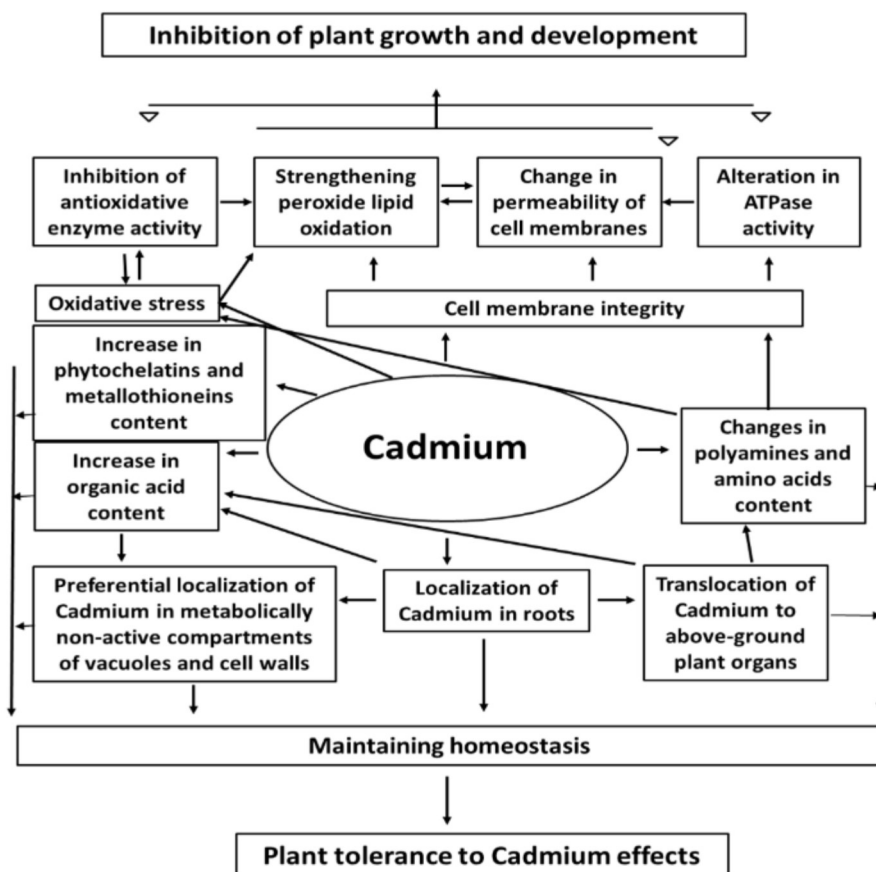 Inhibition of plant growth and development
Inhibition of
antioxidative
enzyme activity
Strengthening
peroxide lipid
oxidation
Change in
permeability of
cell membranes
Alteration in
ATPase
activity
Oxidative stress
Cell membrane integrity
Increase in
phytochelatins and
metallothioneins
content
Cadmium
Changes in
polyamines and
amino acids
content
Increase in
organic acid
content
Preferential localization of
Cadmium in metabolically
non-active compartments
of vacuoles and cell walls
Localization of
Cadmium in roots
Translocation of
Cadmium to
above-ground
plant organs
Maintaining homeostasis
Plant tolerance to Cadmium effects